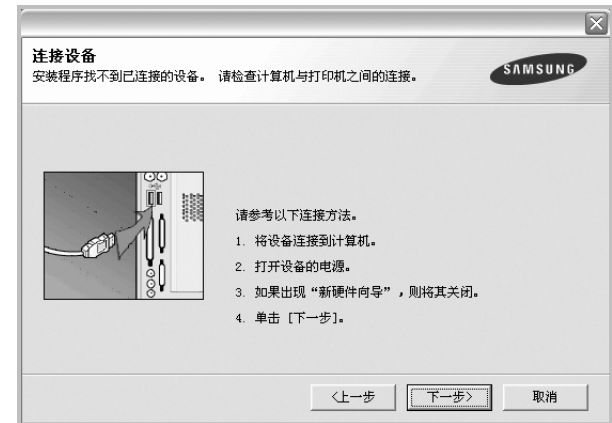 连接设备
安装程序找不到已连接的设备。 请检查计算机与打印机之间的连接。
SAMSUNG
请参考以下连接方法。
1. 将设备连接到计算机。
2. 打开设备的电源。
3. 如果出现“新硬件向导”，则将其关闭。
4. 单击 [下一步]。
<上一步
下一步>
取消